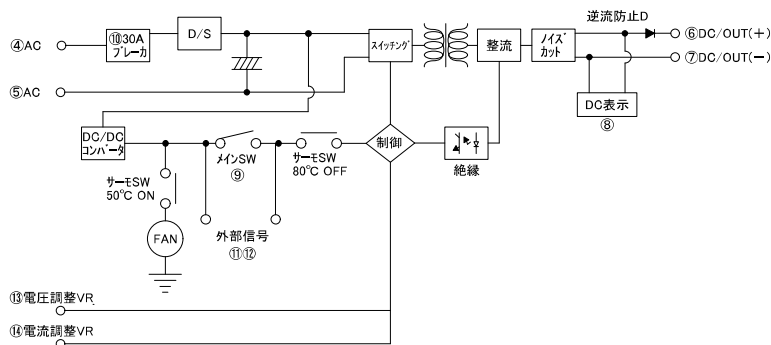 逆流防止D
④AC
⑩30A
ブレーカ
D/S
スイッチング
整流
ノイズ
カット
⑥DC/OUT(+)
⑦DC/OUT(−)
⑤AC
DC表示
⑧
DC/DC
コンバータ
メインSW
⑨
サーモSW
80℃ OFF
制御
絶縁
サーモSW
50℃ ON
FAN
外部信号
⑪⑫
⑬電圧調整VR
⑭電流調整VR